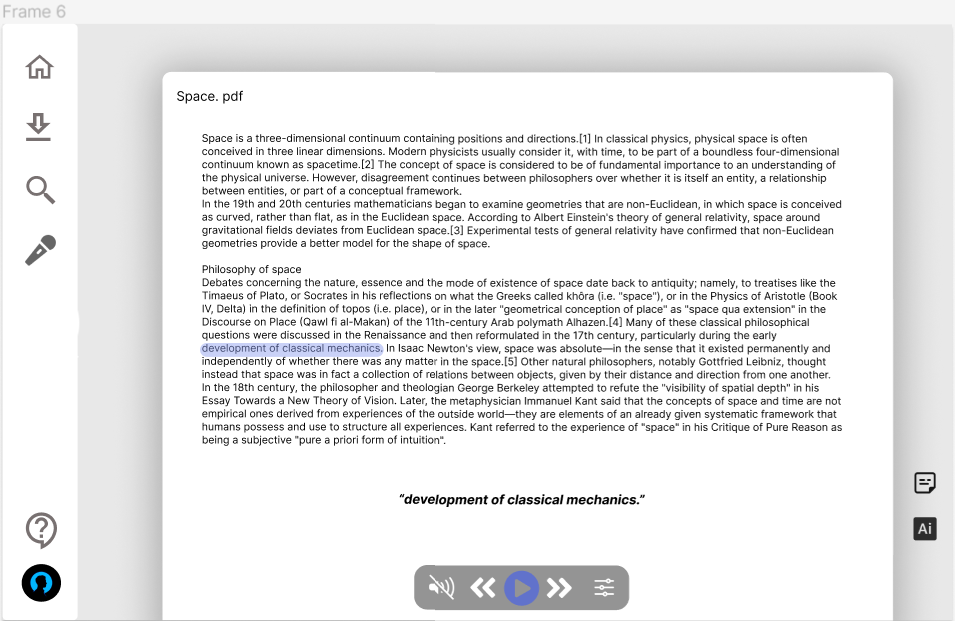 Frame 6
Space. pdf
Space is a three-dimensional continuum containing positions and directions.[1] In classical physics, physical space is often
conceived in three linear dimensions. Modern physicists usually consider it, with time, to be part of a boundless four-dimensional
continuum known as spacetime.[2] The concept of space is considered to be of fundamental importance to an understanding of
the physical universe. However, disagreement continues between philosophers over whether it is itself an entity, a relationship
between entities, or part of a conceptual framework.
In the 19th and 20th centuries mathematicians began to examine geometries that are non-Euclidean, in which space is conceived
as curved, rather than flat, as in the Euclidean space. According to Albert Einstein's theory of general relativity, space around
gravitational fields deviates from Euclidean space.[3] Experimental tests of general relativity have confirmed that non-Euclidean
geometries provide a better model for the shape of space.
Philosophy of space
Debates concerning the nature, essence and the mode of existence of space date back to antiquity; namely, to treatises like the
Timaeus of Plato, or Socrates in his reflections on what the Greeks called khôra (i.e. "space"), or in the Physics of Aristotle (Book
IV, Delta) in the definition of topos (i.e. place), or in the later "geometrical conception of place" as "space qua extension" in the
Discourse on Place (Qawl fi al-Makan) of the 11th-century Arab polymath Alhazen.[4] Many of these classical philosophical
questions were discussed in the Renaissance and then reformulated in the 17th century, particularly during the early
development of classical mechanics. In Isaac Newton's view, space was absolute—in the sense that it existed permanently and
independently of whether there was any matter in the space.[5] Other natural philosophers, notably Gottfried Leibniz, thought
instead that space was in fact a collection of relations between objects, given by their distance and direction from one another.
In the 18th century, the philosopher and theologian George Berkeley attempted to refute the "visibility of spatial depth" in his
Essay Towards a New Theory of Vision. Later, the metaphysician Immanuel Kant said that the concepts of space and time are not
empirical ones derived from experiences of the outside world—they are elements of an already given systematic framework that
humans possess and use to structure all experiences. Kant referred to the experience of "space" in his Critique of Pure Reason as
being a subjective "pure a priori form of intuition".
“development of classical mechanics.”
Ai